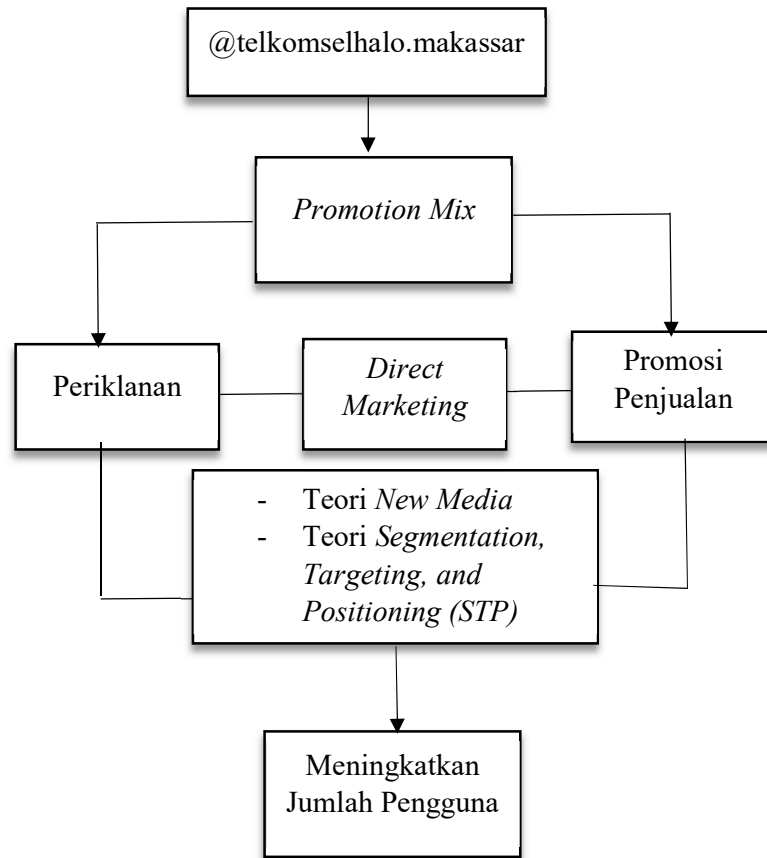 @telkomselhalo.makassar
Promotion Mix
Periklanan
Direct
Marketing
Promosi
Penjualan
- Teori New Media
- Teori Segmentation,
Targeting, and
Positioning (STP)
Meningkatkan
Jumlah Pengguna